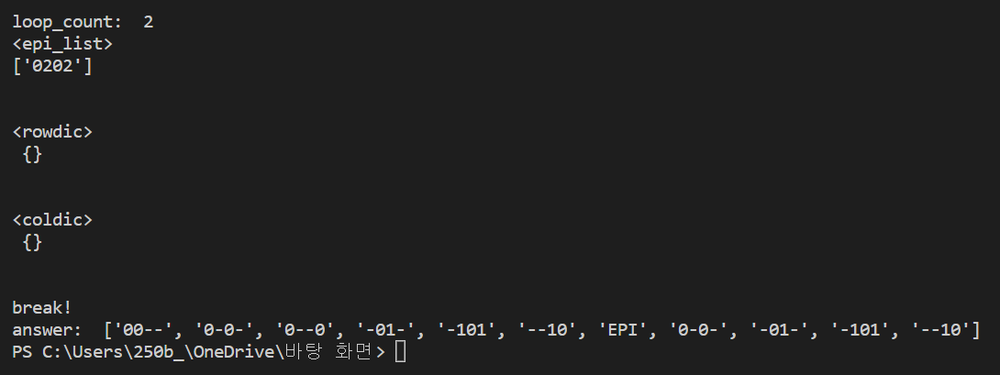 loop_count:  2
<epi_list>
['0202']
<rowdic>
 {}
<coldic>
 {}
break!
answer:  ['00--', '0-0-', '0--0', '-01-', '-101', '--10', 'EPI', '0-0-', '-01-', '-101', '--10']
PS C:\Users\250b_\OneDrive\바탕 화면>